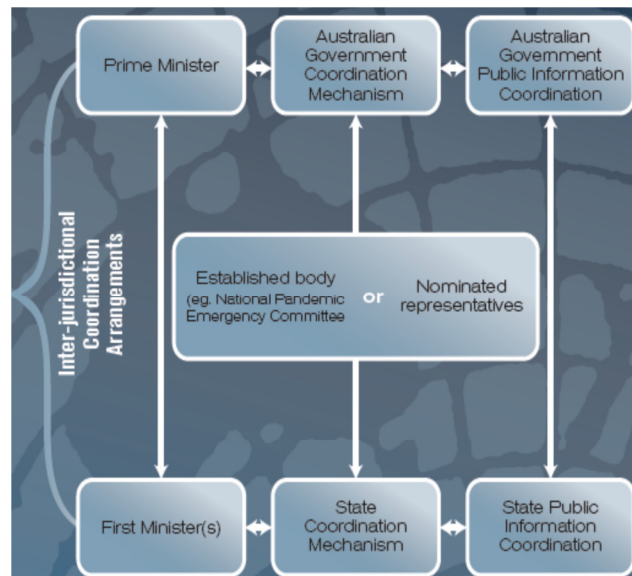 Prime Minister
Australian
Government
Coordination
Mechanism
Australian
Government
Public Information
Coordination
Inter-jurisdictional
Coordination
Arrangements
Established body
(eg. National Pandemic
Emergency Committee
or
Nominated
representatives
First Minister(s)
State
Coordination
Mechanism
State Public
Information
Coordination